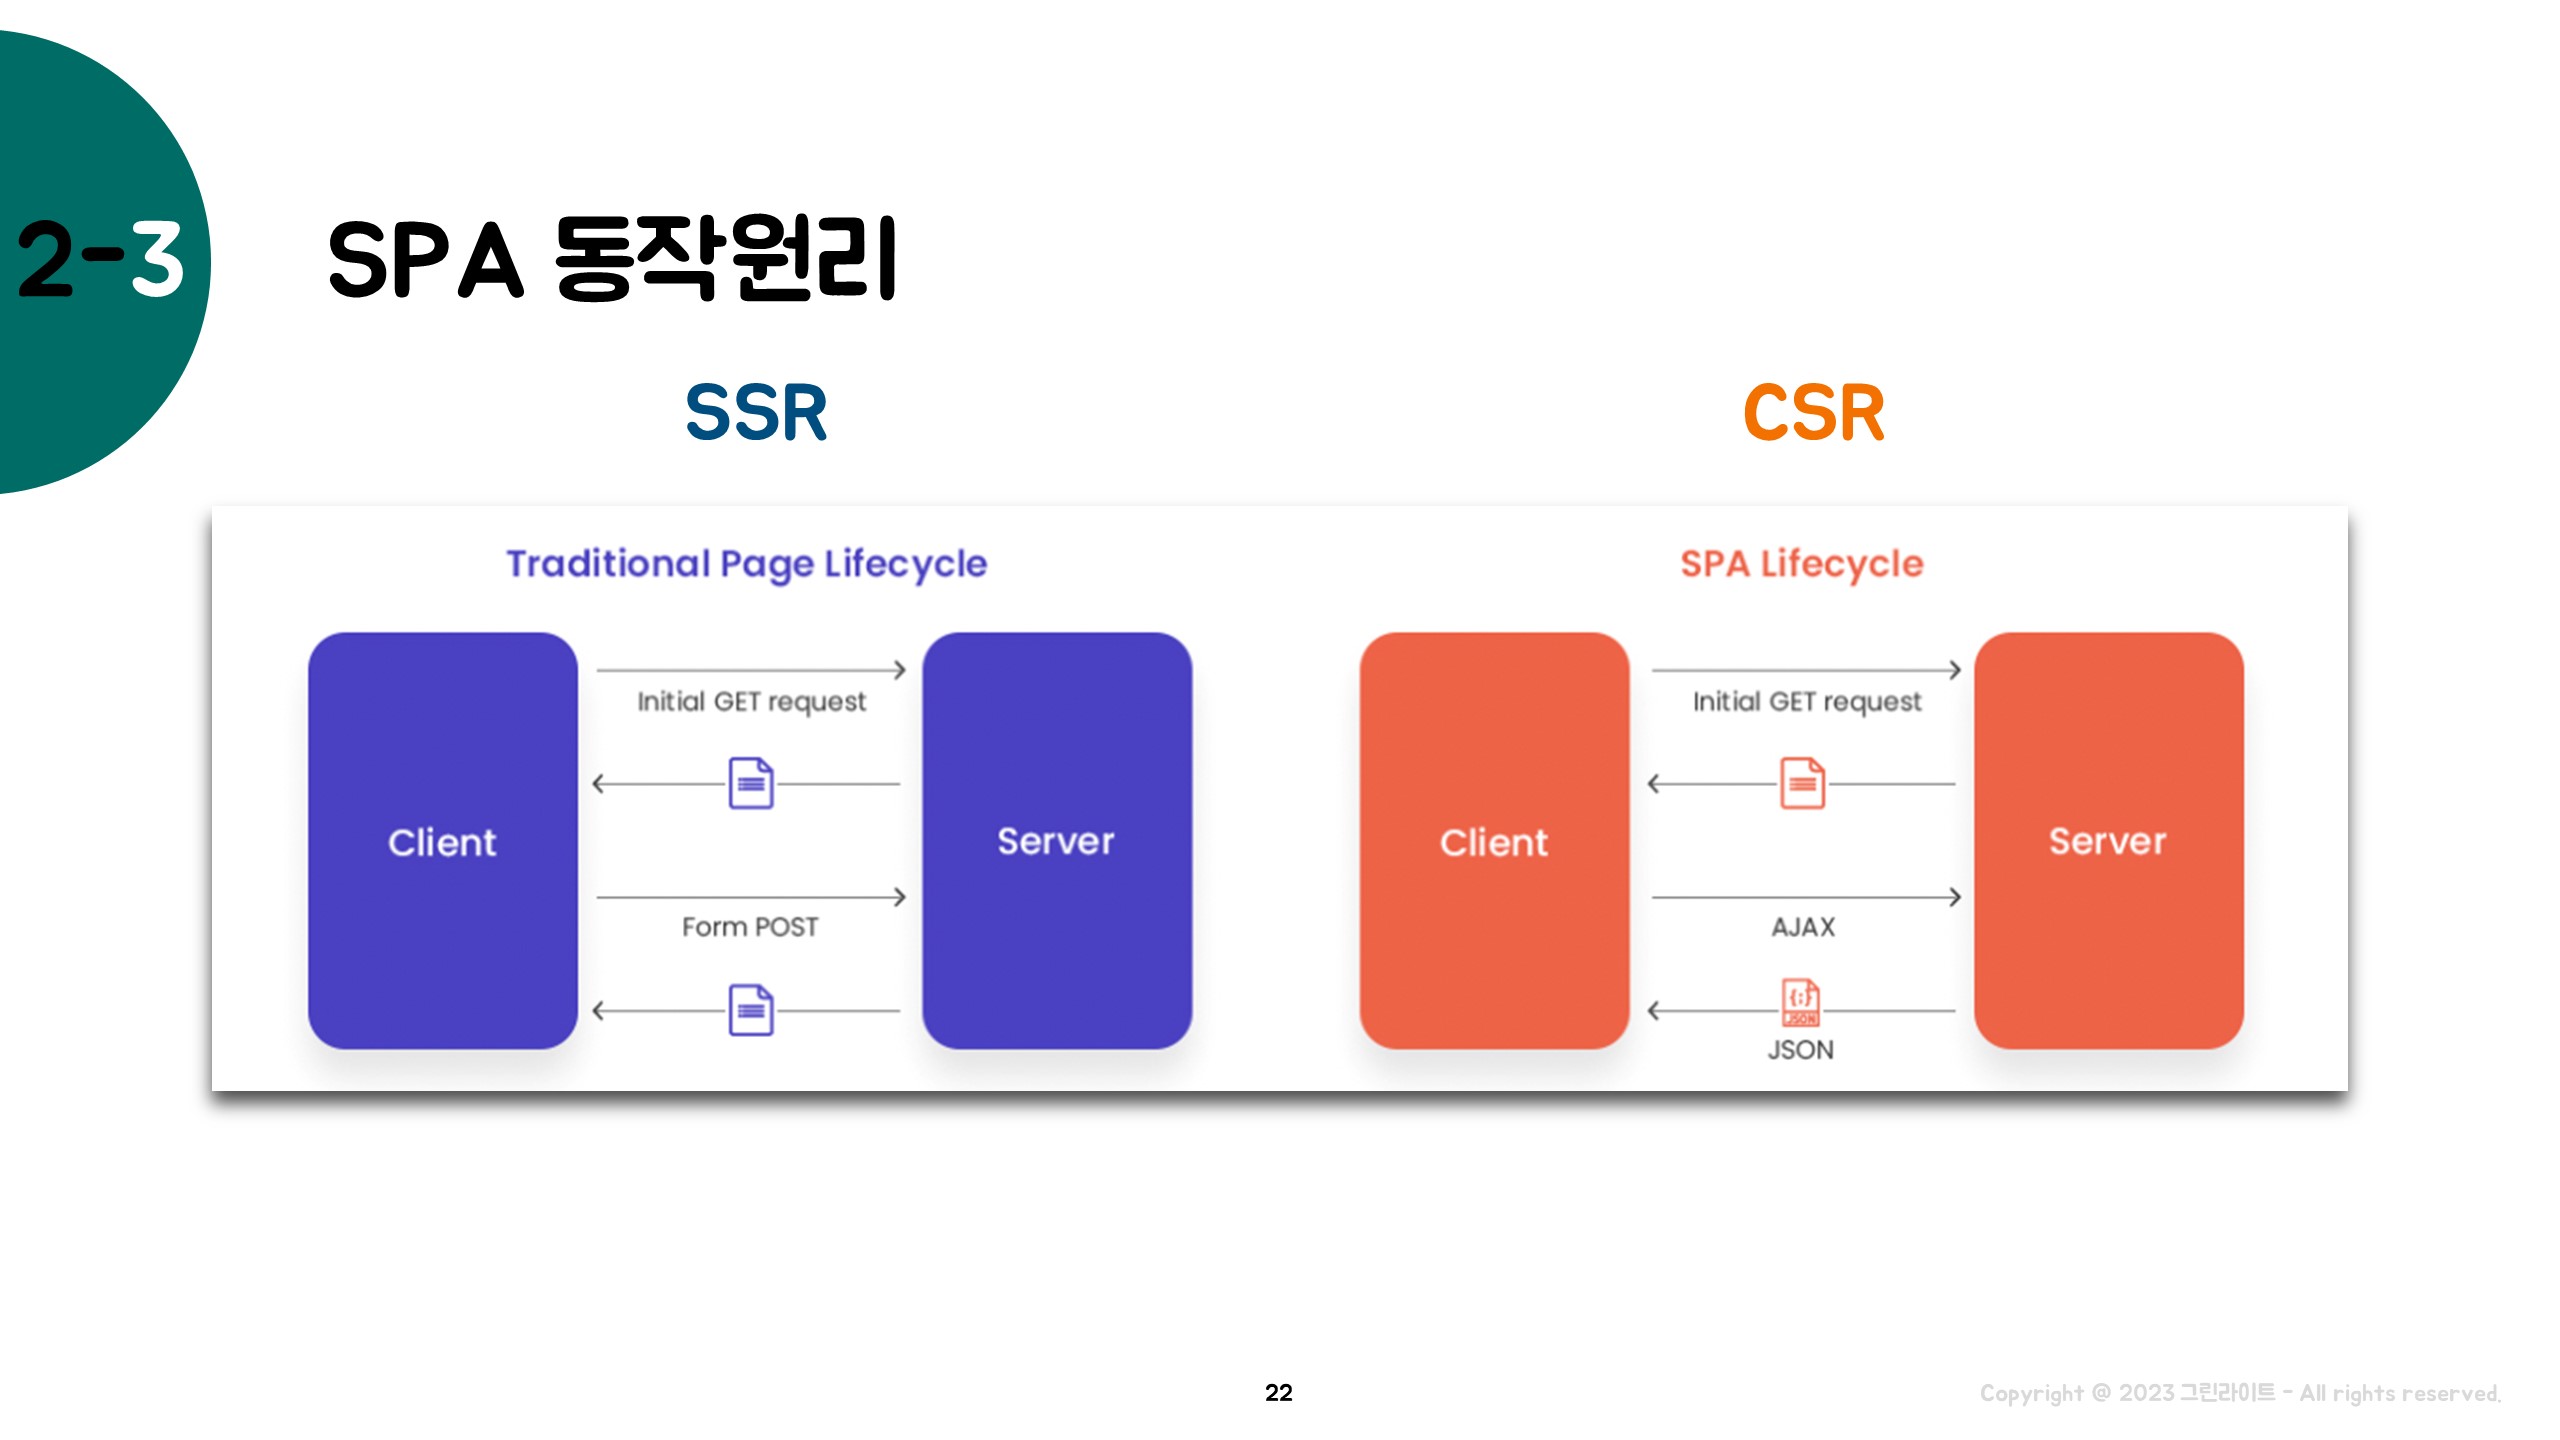 2-3
SPA 동작원리
SSR
CSR
Traditional Page Lifecycle
Client
Initial GET request
Form POST
Server
SPA Lifecycle
Client
Initial GET request
AJAX
JSON
JSON
Server
22
Copyright @ 2023 그린라이트 - All rights reserved.